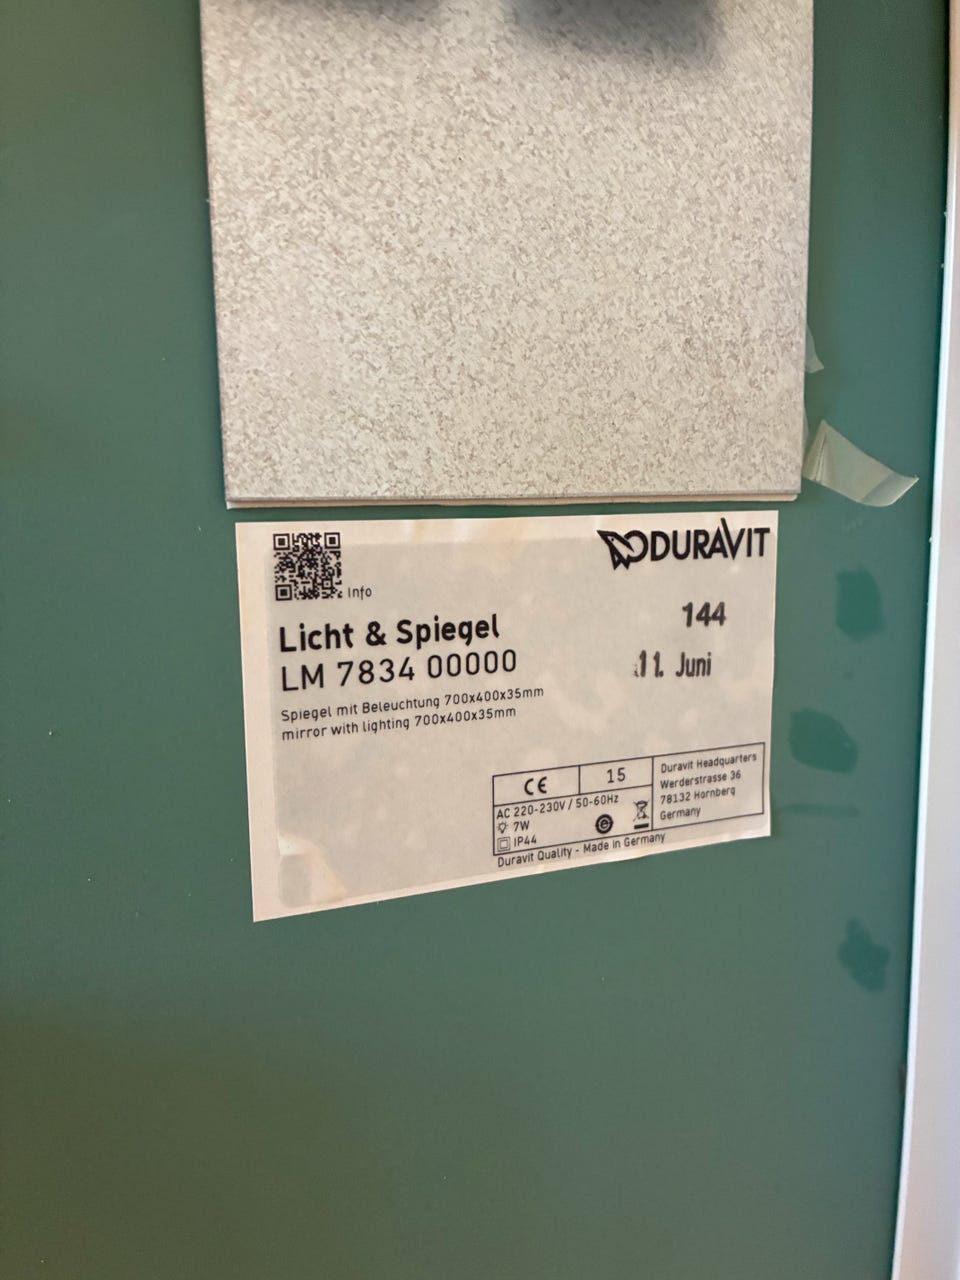 DURAVIT
info
Licht & Spiegel
LM 7834 00000
144
11. Juni
Spiegel mit Beleuchtung 700x400x35mm
mirror with lighting 700x400x35mm
CE
15
AC 220-230V / 50-60Hz
7W
IP44
Duravit Headquarters
Werderstrasse 36
78132 Hornberg
Germany
Duravit Quality - Made in Germany